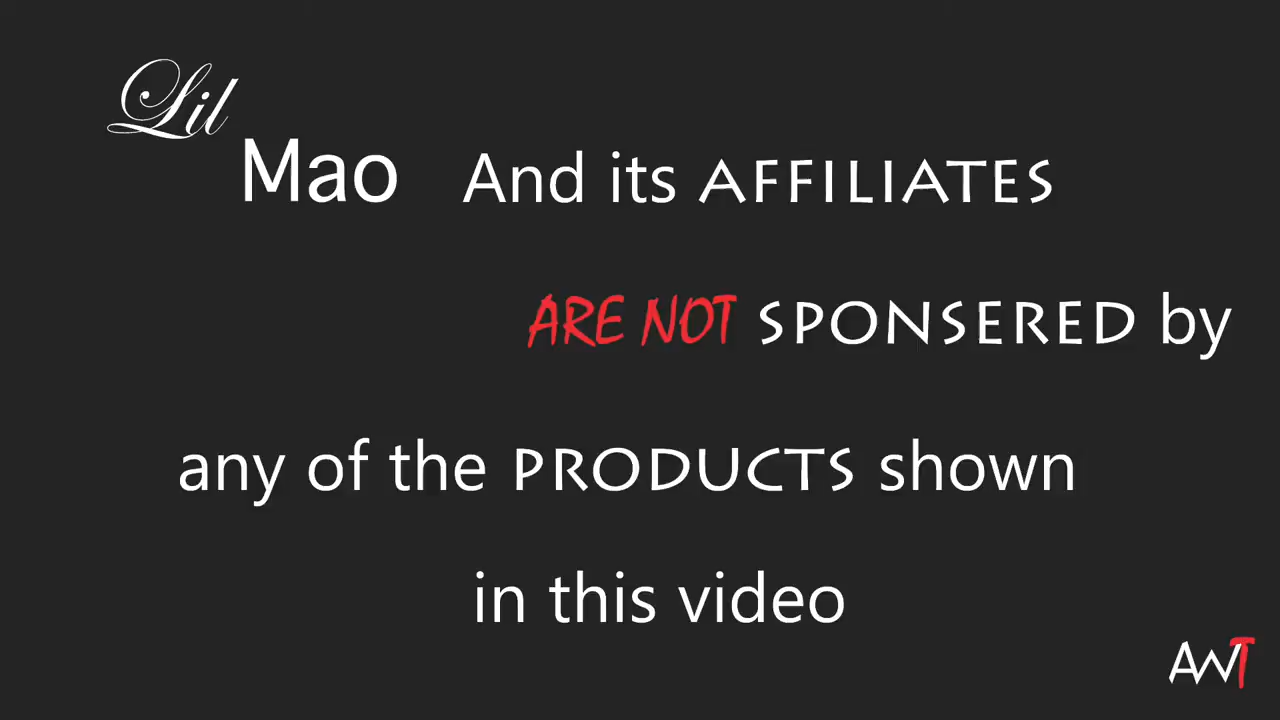 Lil
Mao And its AFFILIATES
ARE NOT SPONSERED by
any of the PRODUCTS shown
in this video
AWT